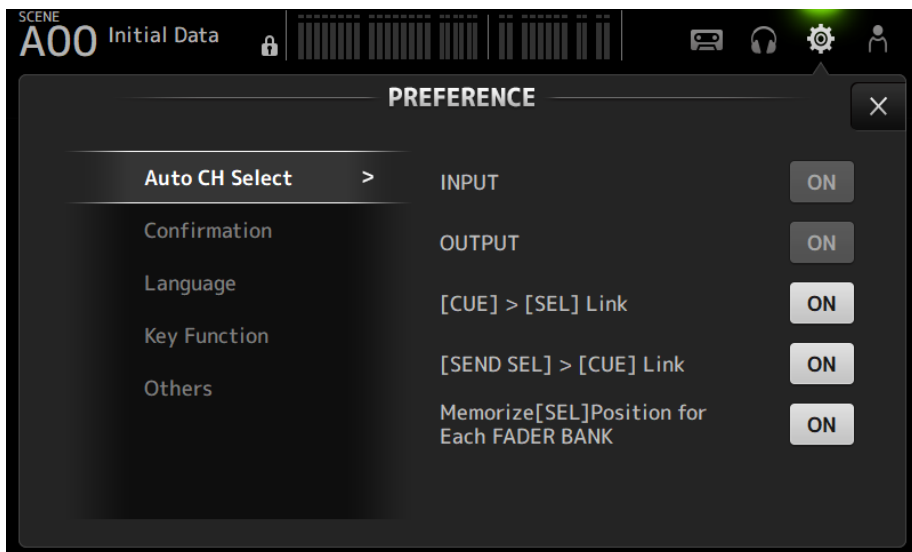 SCENE
A00 Initial Data
PREFERENCE
Auto CH Select >
INPUT ON
Confirmation
OUTPUT ON
Language
[CUE] > [SEL] Link ON
Key Function
[SEND SEL] > [CUE] Link ON
Others
Memorize[SEL]Position for
Each FADER BANK ON